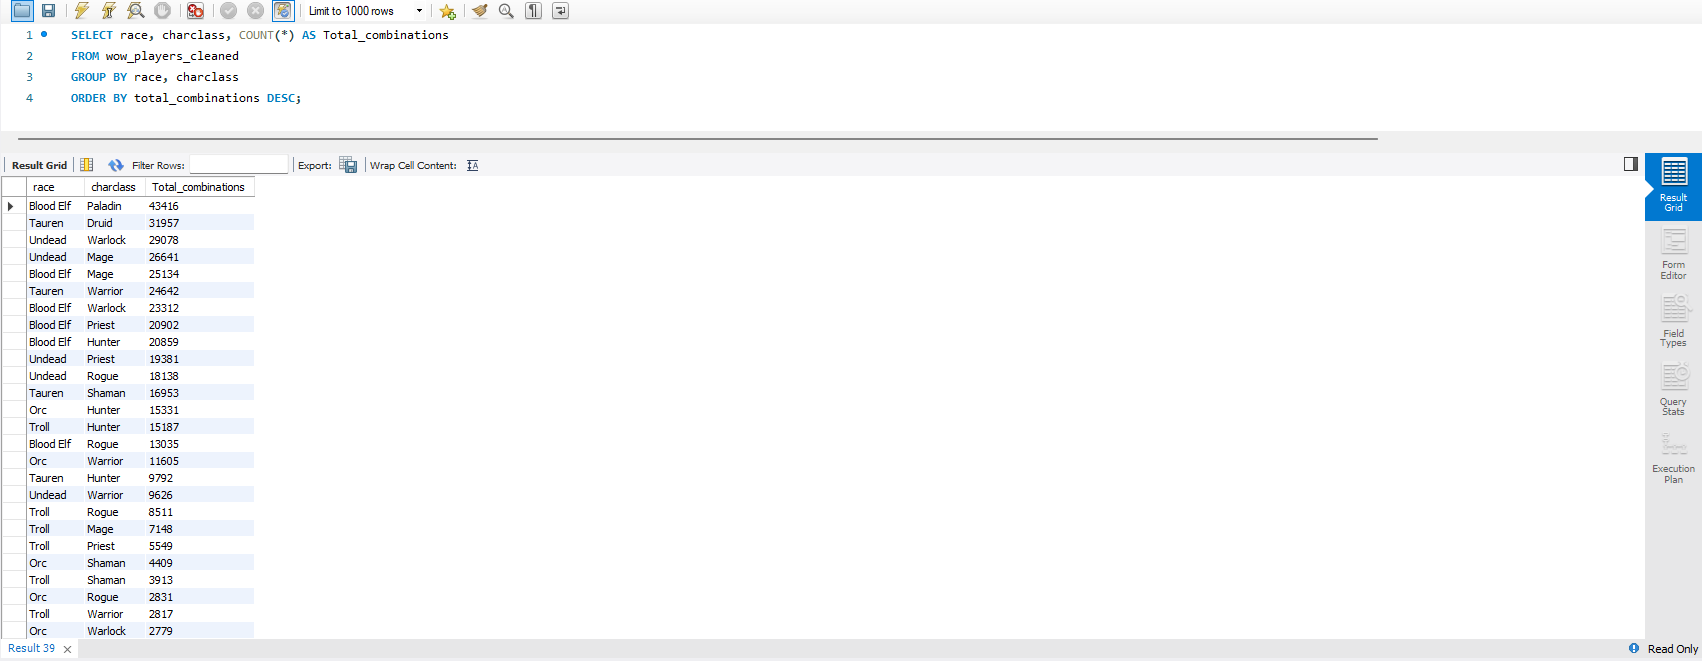 Limit to 1000 rows
1 SELECT race, charclass, COUNT(*) AS Total_combinations
2 FROM wow_players_cleaned
3 GROUP BY race, charclass
4 ORDER BY total_combinations DESC;
Result Grid Filter Rows: Export: Wrap Cell Content:
race charclass Total_combinations
Blood Elf Paladin 43416
Tauren Druid 31957
Undead Warlock 29078
Undead Mage 26641
Blood Elf Mage 25134
Tauren Warrior 24642
Blood Elf Warlock 23312
Blood Elf Priest 20902
Blood Elf Hunter 20859
Undead Priest 19381
Undead Rogue 18138
Tauren Shaman 16953
Orc Hunter 15331
Troll Hunter 15187
Blood Elf Rogue 13035
Orc Warrior 11605
Tauren Hunter 9792
Undead Warrior 9626
Troll Rogue 8511
Troll Mage 7148
Troll Priest 5549
Orc Shaman 4409
Troll Shaman 3913
Orc Rogue 2831
Troll Warrior 2817
Orc Warlock 2779
Result
Grid
Form
Editor
Field
Types
Query
Stats
Execution
Plan
Result 39
Read Only